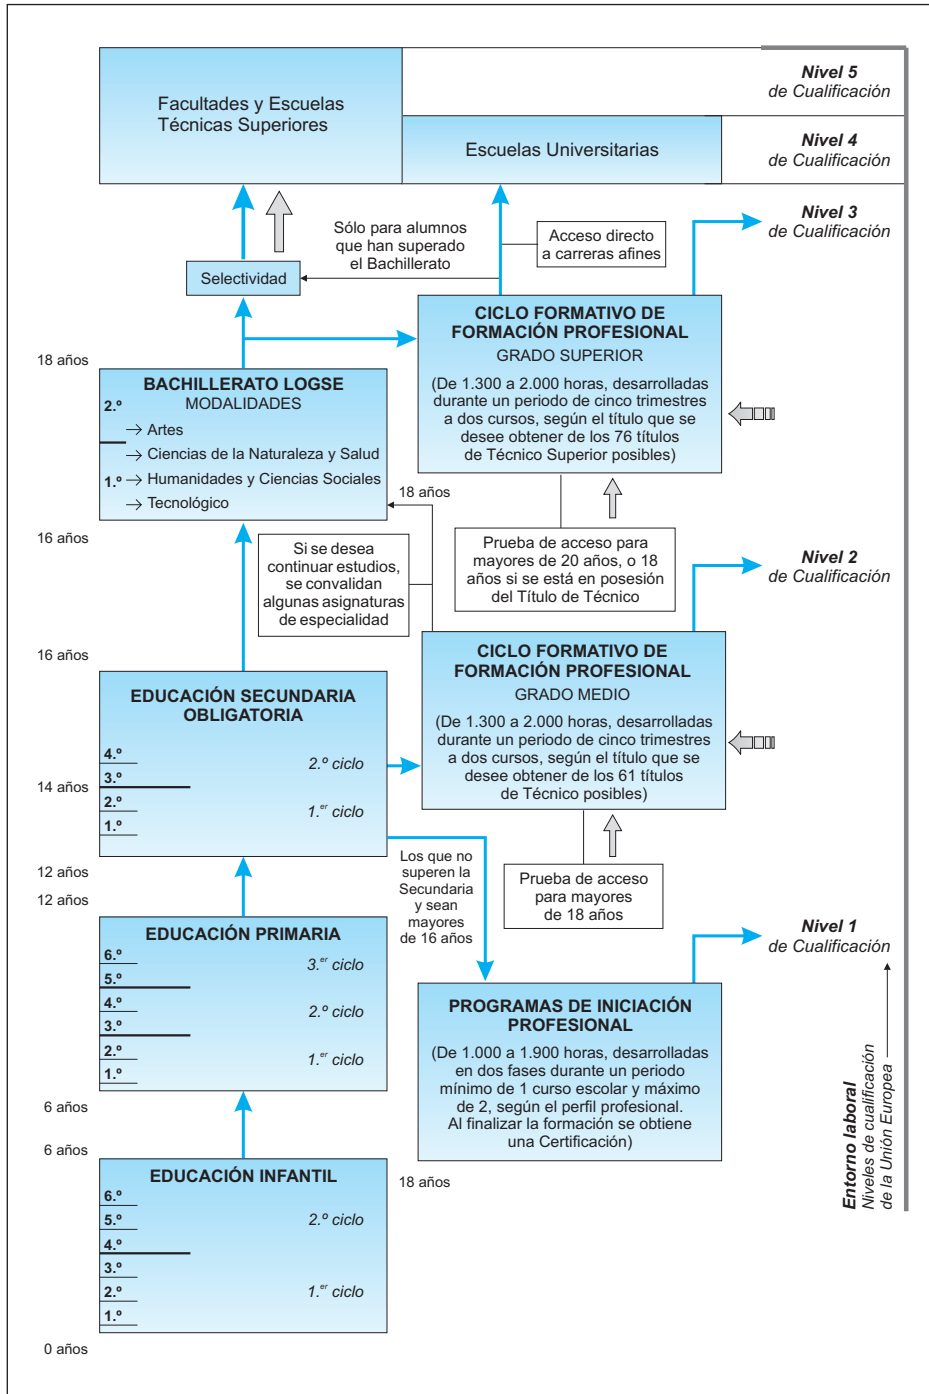 Facultades y Escuelas
Técnicas Superiores
Escuelas Universitarias
Nivel 5
de Cualificación
Nivel 4
de Cualificación
Nivel 3
de Cualificación
Sólo para alumnos
que han superado
el Bachillerato
Acceso directo
a carreras afines
Selectividad
CICLO FORMATIVO DE
FORMACIÓN PROFESIONAL
GRADO SUPERIOR
(De 1.300 a 2.000 horas, desarrolladas
durante un periodo de cinco trimestres
a dos cursos, según el título que se
desee obtener de los 76 títulos
de Técnico Superior posibles)
18 años
BACHILLERATO LOGSE
MODALIDADES
2.º
→ Artes
→ Ciencias de la Naturaleza y Salud
1.º → Humanidades y Ciencias Sociales
→ Tecnológico
18 años
16 años
Si se desea
continuar estudios,
se convalidan
algunas asignaturas
de especialidad
Prueba de acceso para
mayores de 20 años, o 18
años si se está en posesión
del Título de Técnico
Nivel 2
de Cualificación
16 años
CICLO FORMATIVO DE
FORMACIÓN PROFESIONAL
GRADO MEDIO
(De 1.300 a 2.000 horas, desarrolladas
durante un periodo de cinco trimestres
a dos cursos, según el título que se
desee obtener de los 61 títulos
de Técnico posibles)
EDUCACIÓN SECUNDARIA
OBLIGATORIA
4.º
2.º ciclo
3.º
14 años
2.º
1.er ciclo
1.º
12 años
Los que no
superen la
Secundaria
y sean
mayores
de 16 años
Prueba de acceso
para mayores
de 18 años
12 años
EDUCACIÓN PRIMARIA
6.º
3.er ciclo
5.º
4.º
2.º ciclo
3.º
2.º
1.er ciclo
1.º
6 años
Nivel 1
de Cualificación
PROGRAMAS DE INICIACIÓN
PROFESIONAL
(De 1.000 a 1.900 horas, desarrolladas
en dos fases durante un periodo
mínimo de 1 curso escolar y máximo
de 2, según el perfil profesional.
Al finalizar la formación se obtiene
una Certificación)
18 años
6 años
EDUCACIÓN INFANTIL
6.º
5.º
2.º ciclo
4.º
3.º
2.º
1.er ciclo
1.º
0 años
Entorno laboral
Niveles de cualificación
de la Unión Europea